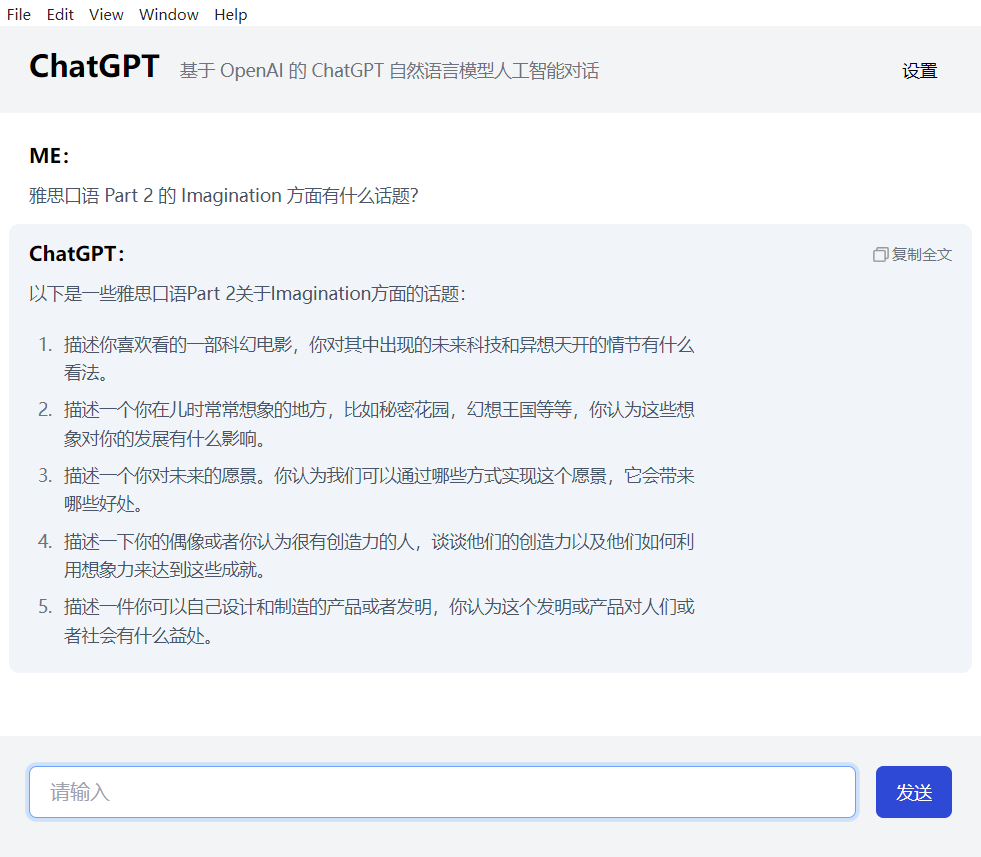 File Edit View Window Help
ChatGPT 基于 OpenAI 的 ChatGPT 自然语言模型人工智能对话 设置
ME：
雅思口语 Part 2 的 Imagination 方面有什么话题？
ChatGPT： 复制全文
以下是一些雅思口语Part 2关于Imagination方面的话题：
1. 描述你喜欢看的一部科幻电影，你对其中出现的未来科技和异想天开的情节有什么
看法。
2. 描述一个你在儿时常常想象的地方，比如秘密花园，幻想王国等等，你认为这些想
象对你的发展有什么影响。
3. 描述一个你对未来的愿景。你认为我们可以通过哪些方式实现这个愿景，它会带来
哪些好处。
4. 描述一下你的偶像或者你认为很有创造力的人，谈谈他们的创造力以及他们如何利
用想象力来达到这些成就。
5. 描述一件你可以自己设计和制造的产品或者发明，你认为这个发明或产品对人们或
者社会有什么益处。
请输入 发送